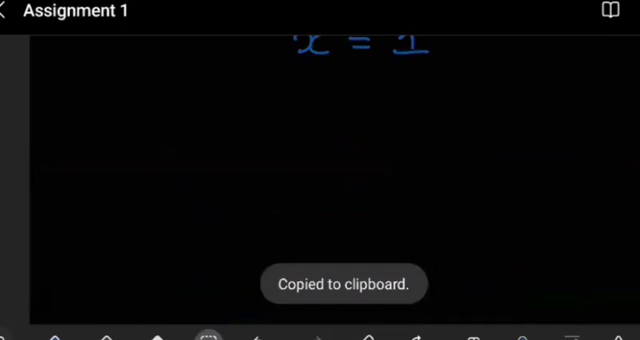 Assignment 1
x = 1
Copied to clipboard.